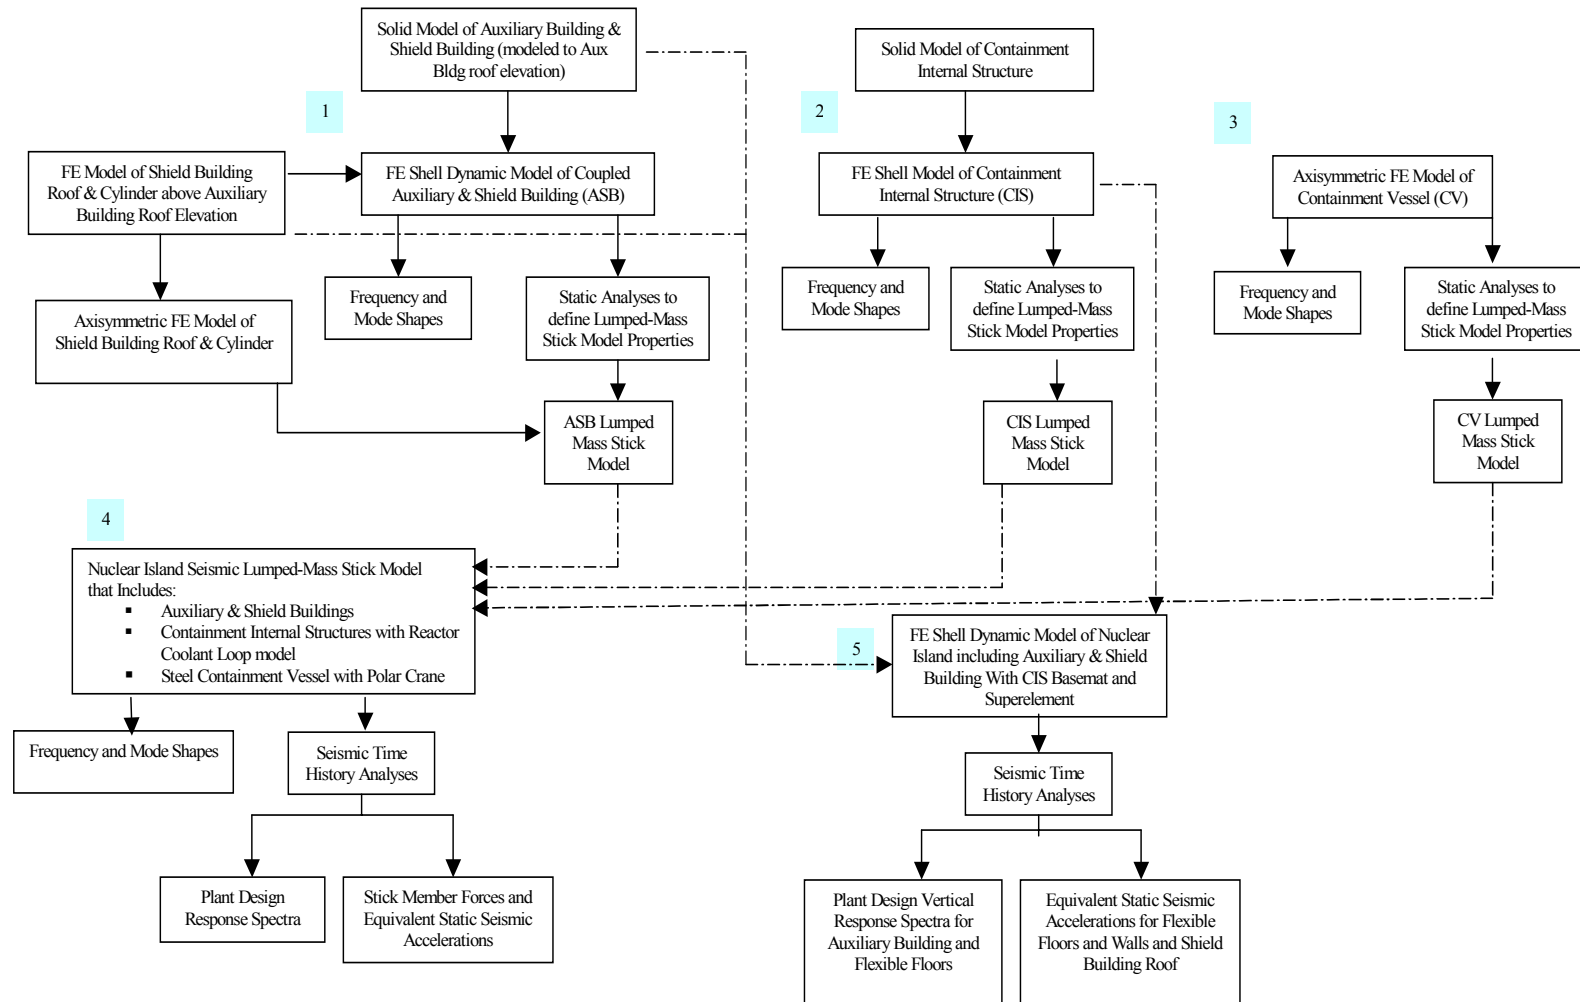 Solid Model of Auxiliary Building &
Shield Building (modeled to Aux
Bldg roof elevation)
Solid Model of Containment
Internal Structure
1
2
3
FE Model of Shield Building
Roof & Cylinder above Auxiliary
Building Roof Elevation
FE Shell Dynamic Model of Coupled
Auxiliary & Shield Building (ASB)
FE Shell Model of Containment
Internal Structure (CIS)
Axisymmetric FE Model of
Containment Vessel (CV)
Frequency and
Mode Shapes
Static Analyses to
define Lumped-Mass
Stick Model Properties
Frequency and
Mode Shapes
Static Analyses to
define Lumped-Mass
Stick Model Properties
Frequency and
Mode Shapes
Static Analyses to
define Lumped-Mass
Stick Model Properties
Axisymmetric FE Model of
Shield Building Roof & Cylinder
ASB Lumped
Mass Stick
Model
CIS Lumped
Mass Stick
Model
CV Lumped
Mass Stick
Model
4
Nuclear Island Seismic Lumped-Mass Stick Model
that Includes:
▪ Auxiliary & Shield Buildings
▪ Containment Internal Structures with Reactor
Coolant Loop model
▪ Steel Containment Vessel with Polar Crane
5
FE Shell Dynamic Model of Nuclear
Island including Auxiliary & Shield
Building With CIS Basemat and
Superelement
Frequency and Mode Shapes
Seismic Time
History Analyses
Seismic Time
History Analyses
Plant Design
Response Spectra
Stick Member Forces and
Equivalent Static Seismic
Accelerations
Plant Design Vertical
Response Spectra for
Auxiliary Building and
Flexible Floors
Equivalent Static Seismic
Accelerations for Flexible
Floors and Walls and Shield
Building Roof